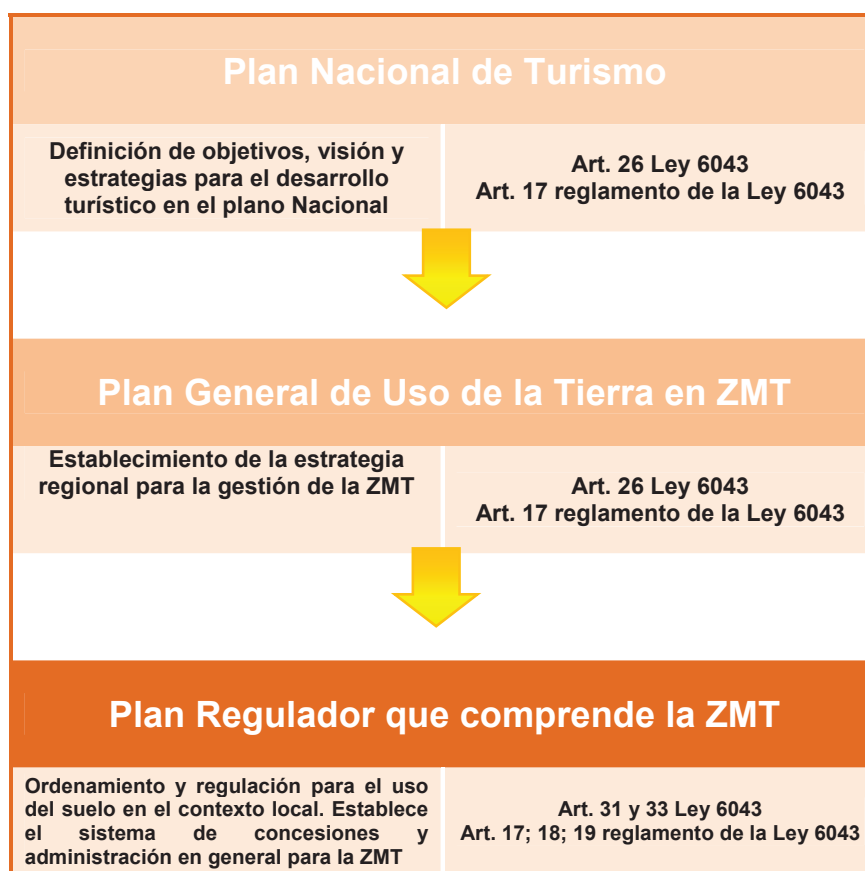 Plan Nacional de Turismo
Definición de objetivos, visión y
estrategias para el desarrollo
turístico en el plano Nacional
Art. 26 Ley 6043
Art. 17 reglamento de la Ley 6043
Plan General de Uso de la Tierra en ZMT
Establecimiento de la estrategia
regional para la gestión de la ZMT
Art. 26 Ley 6043
Art. 17 reglamento de la Ley 6043
Plan Regulador que comprende la ZMT
Ordenamiento y regulación para el uso
del suelo en el contexto local. Establece
el sistema de concesiones y
administración en general para la ZMT
Art. 31 y 33 Ley 6043
Art. 17; 18; 19 reglamento de la Ley 6043